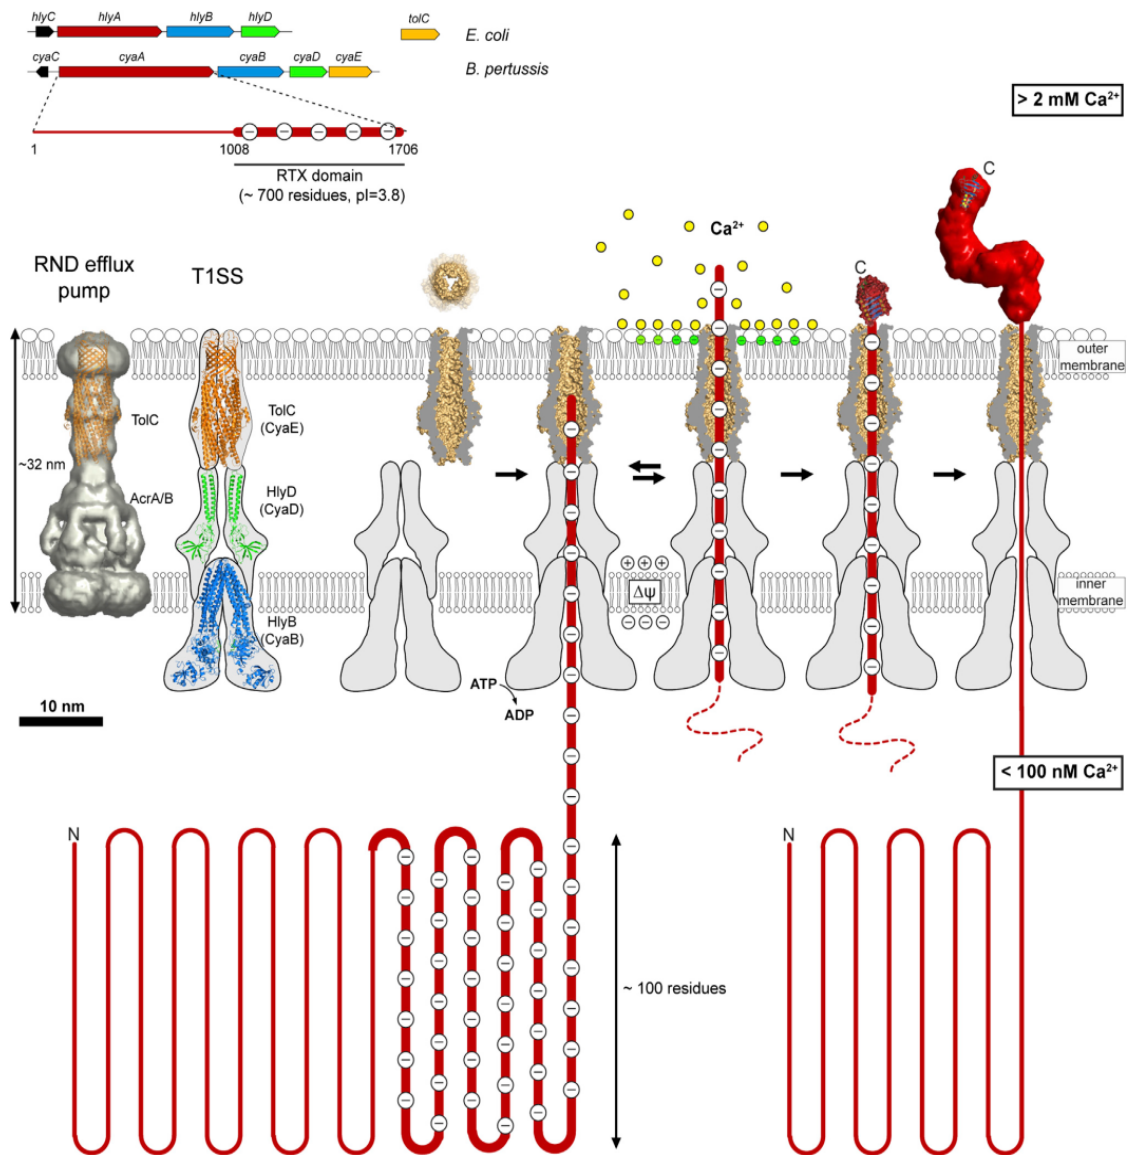 hlyC hlyA hlyB hlyD tolC
E. coli
cyaC cyaA cyaB cyaD cyaE
B. pertussis
> 2 mM Ca²⁺
1 1008 1706
RTX domain
(~ 700 residues, pI=3.8)
RND efflux
pump
T1SS
Ca²⁺
C
C
outer
membrane
TolC
TolC
(CyaE)
~32 nm
AcrA/B
HlyD
(CyaD)
Δψ
inner
membrane
HlyB
(CyaB)
ATP
ADP
10 nm
< 100 nM Ca²⁺
N
N
~ 100 residues